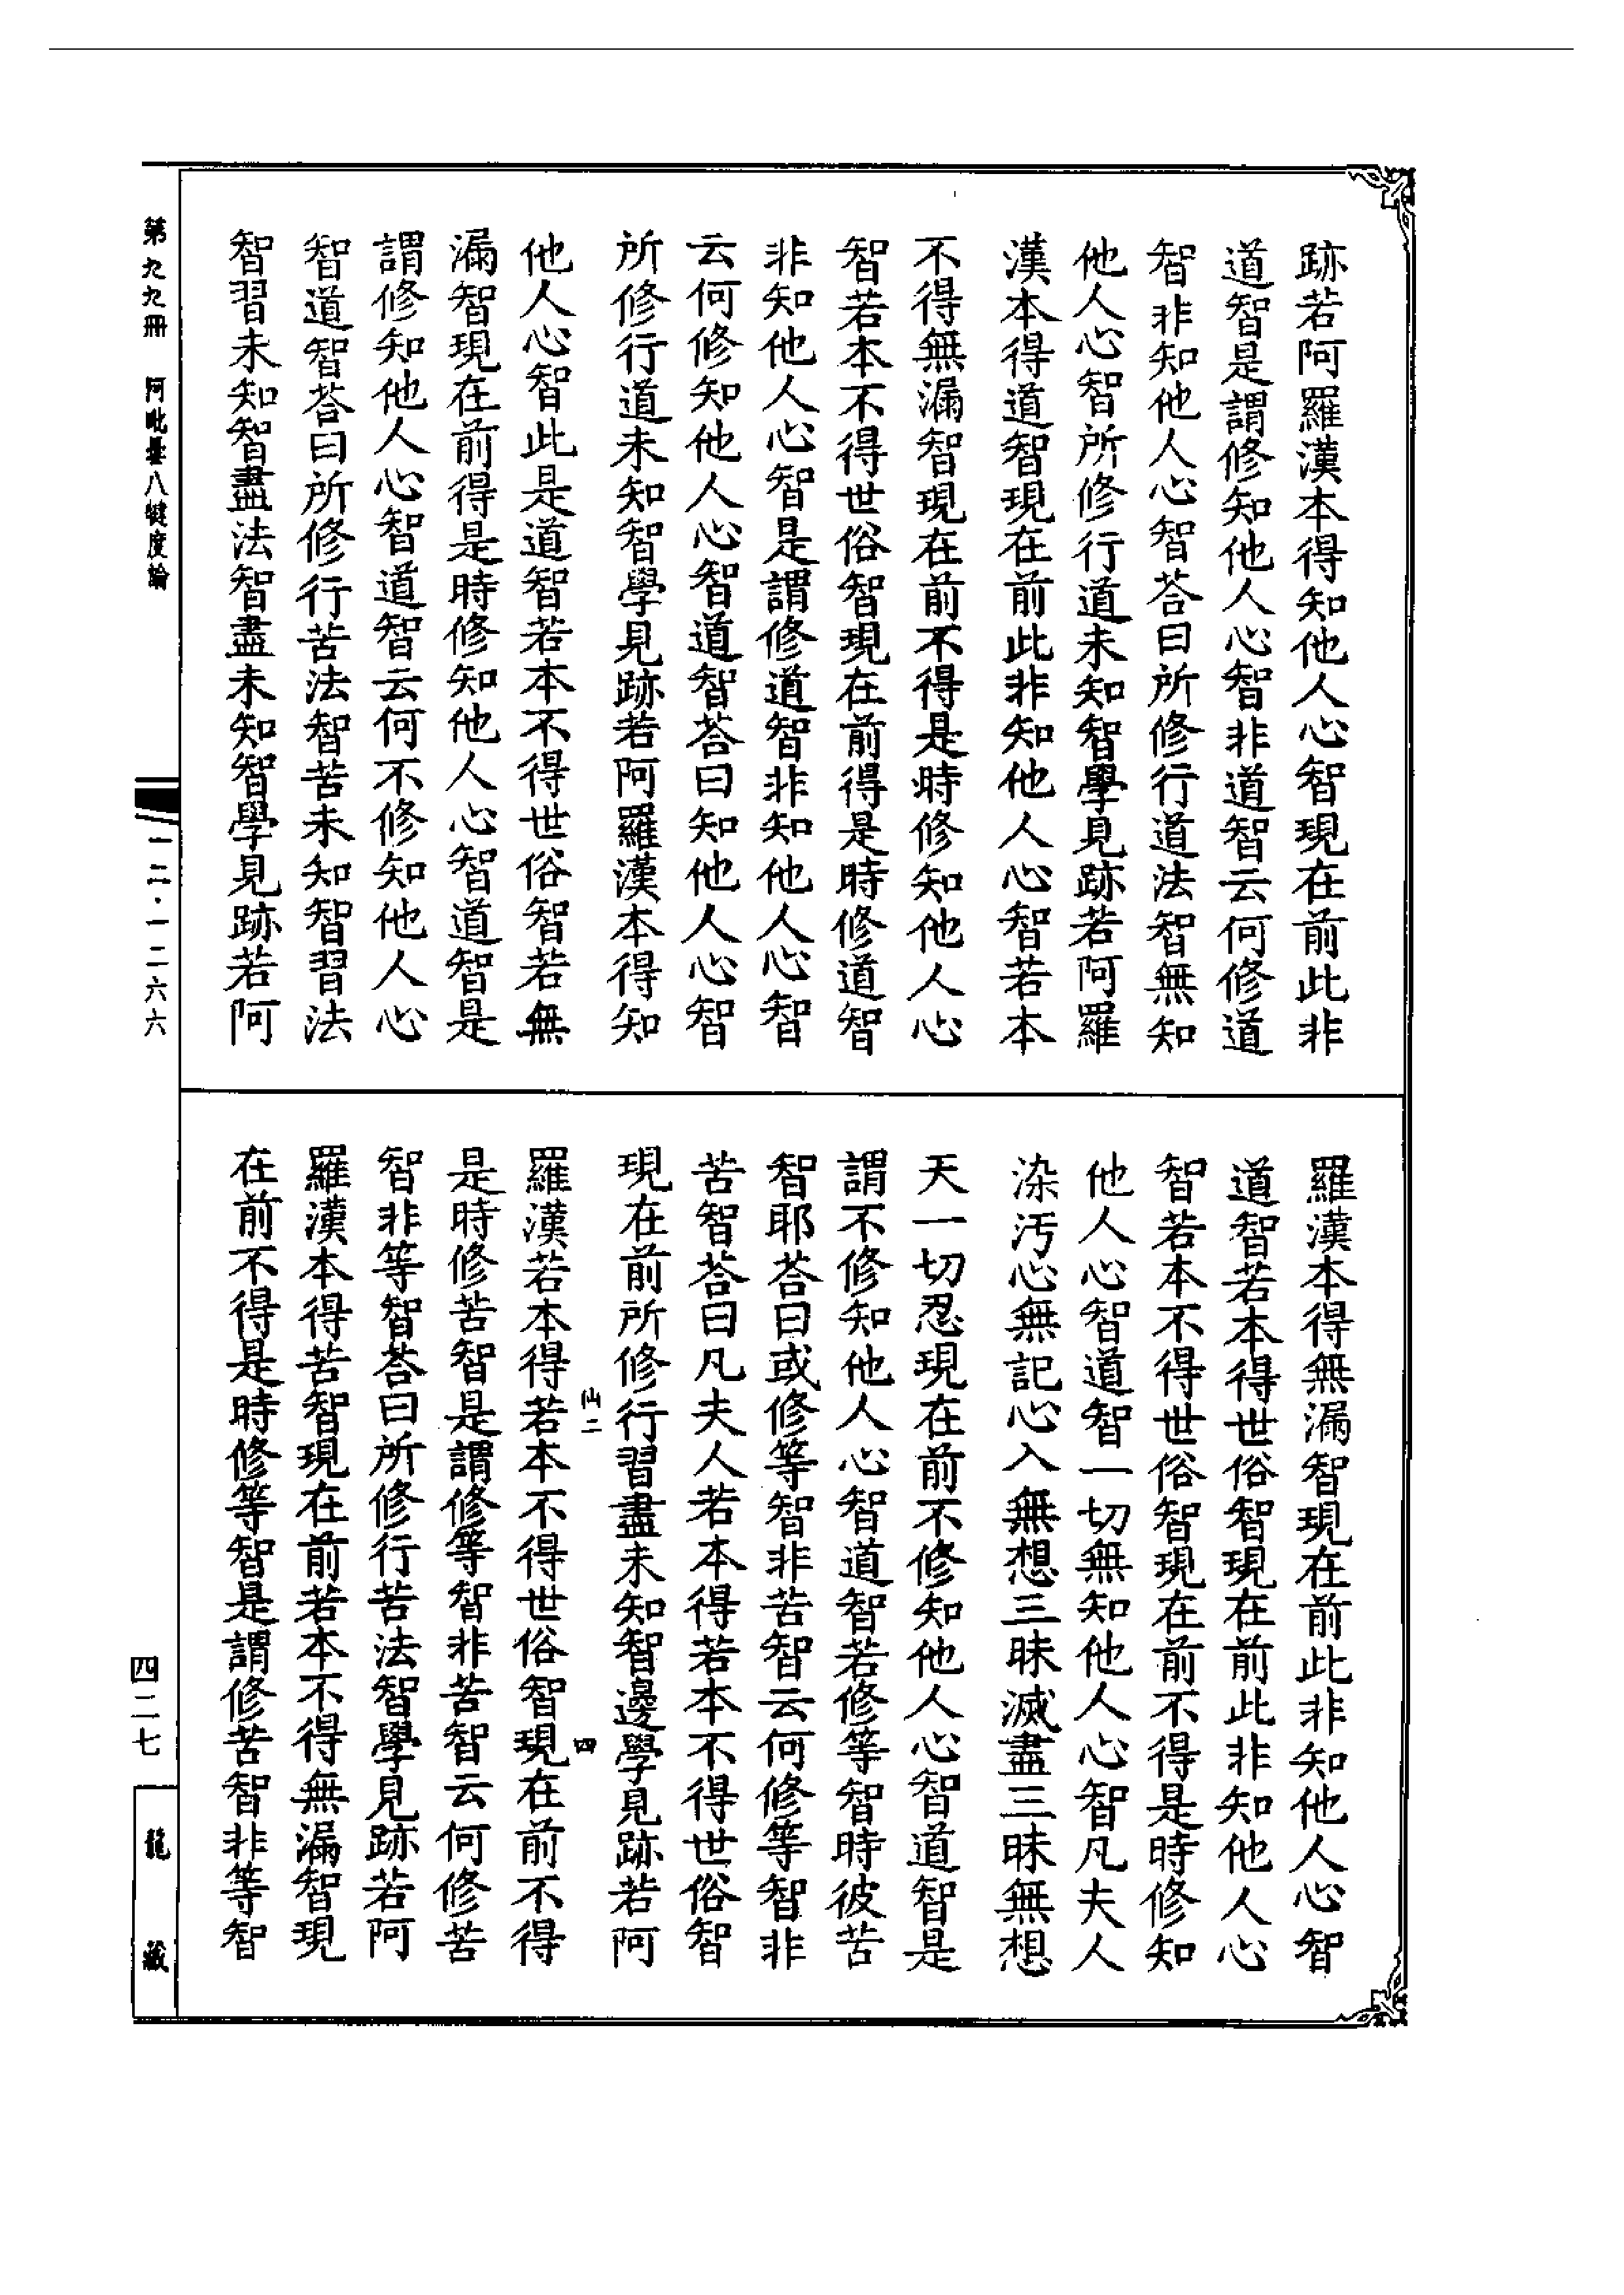 跡若阿羅漢本得知他人心智現在前此非
道智是謂修知他人心智非道智云何修道
智非知他人心智荅曰所修行道法智無知
他人心智所修行道未知智學見跡若阿羅
漢本得道智現在前此非知他人心智若本
不得無漏智現在前不得是時修知他人心
智若本不得世俗智現在前得是時修道智
非知他人心智是謂修道智非知他人心智
云何修知他人心智道智荅曰知他人心智
所修行道未知智學見跡若阿羅漢本得知
他人心智此是道智若本不得世俗智若無
漏智現在前得是時修知他人心智道智是
謂修知他人心智道智云何不修知他人心
智道智荅曰所修行苦法智苦未知智習法
智習未知智盡法智盡未知智學見跡若阿
羅漢本得無漏智現在前此非知他人心智
道智若本得世俗智現在前此非知他人心
智若本不得世俗智現在前不得是時修知
他人心智道智一切無知他人心智凡夫人
染汚心無記心入無想三昧滅盡三昧無想
天一切忍現在前不修知他人心智道智是
謂不修知他人心智道智若修等智時彼苦
智耶荅曰或修等智非苦智云何修等智非
苦智荅曰凡夫人若本得若本不得世俗智
現在前所修行習盡未知智邊學見跡若阿
仙二
四
羅漢若本得若本不得世俗智現在前不得
是時修苦智是謂修等智非苦智云何修苦
智非等智荅曰所修行苦法智學見跡若阿
羅漢本得苦智現在前若本不得無漏智現
在前不得是時修等智是謂修苦智非等智
第九九冊 阿毗曇八犍度論
一二·一二六六
四二七
龍藏